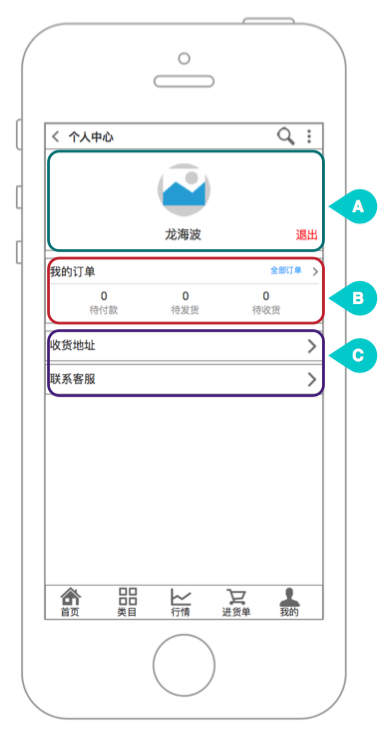 个人中心
A
龙海波
退出
我的订单 全部订单
B
0 0 0
待付款 待发货 待收货
收货地址
C
联系客服
首页 类目 行情 进货单 我的